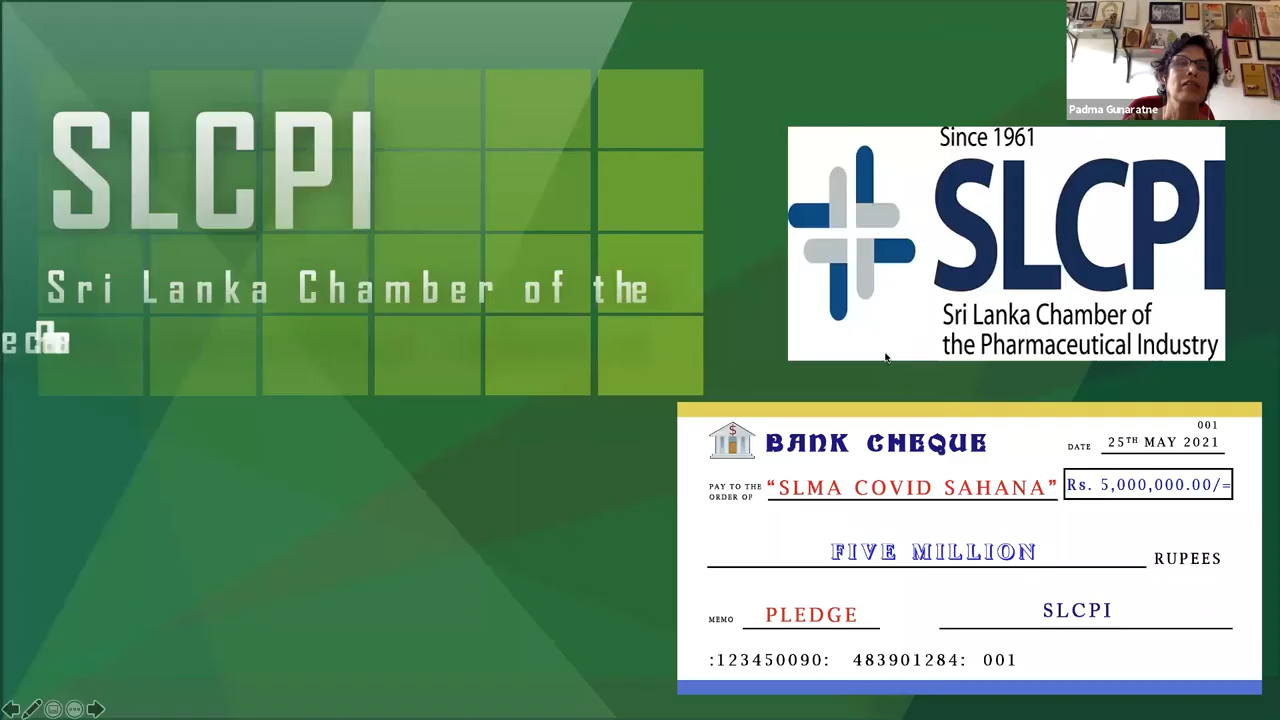 SLCPI
Sri Lanka Chamber of the
Padma Gunaratne
Since 1961
SLCPI
Sri Lanka Chamber of
the Pharmaceutical Industry
001
BANK CHEQUE
DATE 25TH MAY 2021
PAY TO THE
ORDER OF "SLMA COVID SAHANA" Rs. 5,000,000.00/=
FIVE MILLION RUPEES
MEMO PLEDGE SLCPI
:123450090: 483901284: 001